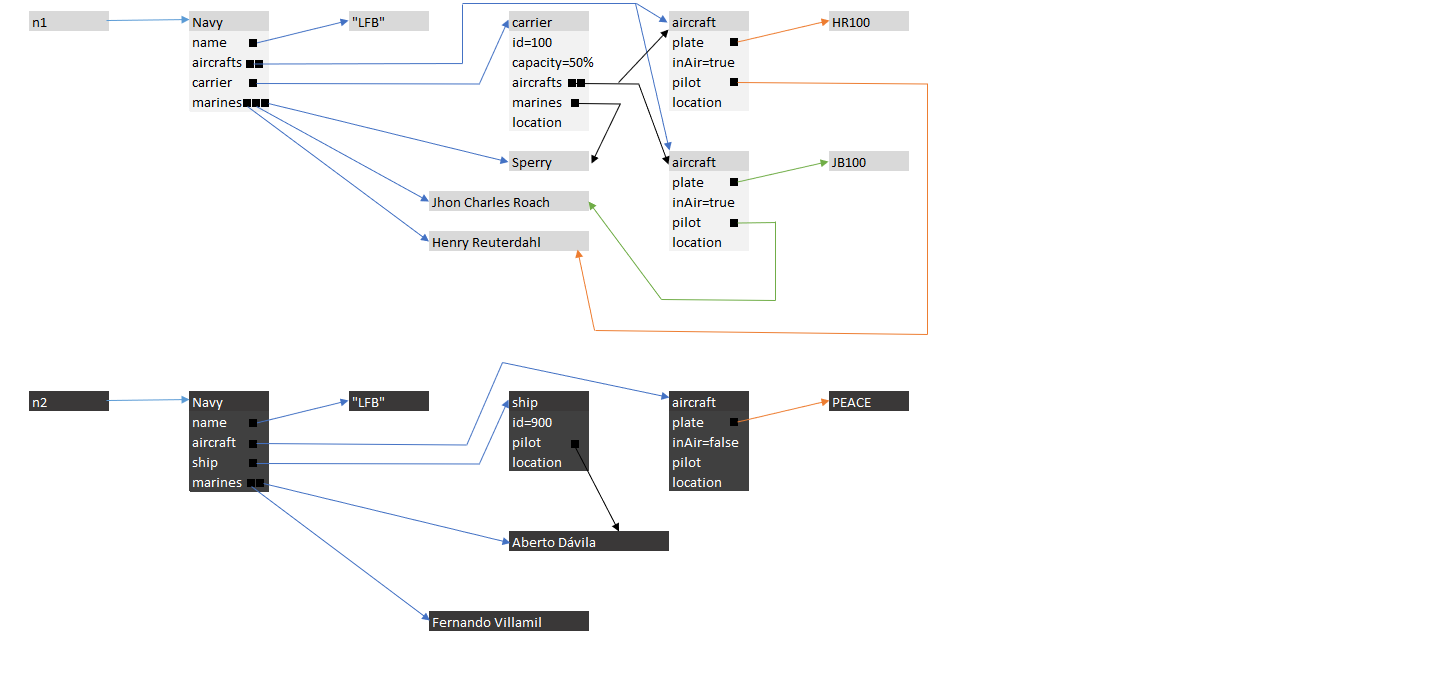 n1
Navy
name
aircrafts
carrier
marines
"LFB"
carrier
id=100
capacity=50%
aircrafts
marines
location
Sperry
Jhon Charles Roach
Henry Reuterdahl
aircraft
plate
inAir=true
pilot
location
HR100
aircraft
plate
inAir=true
pilot
location
JB100
n2
Navy
name
aircraft
ship
marines
"LFB"
ship
id=900
pilot
location
aircraft
plate
inAir=false
pilot
location
PEACE
Aberto Dávila
Fernando Villamil